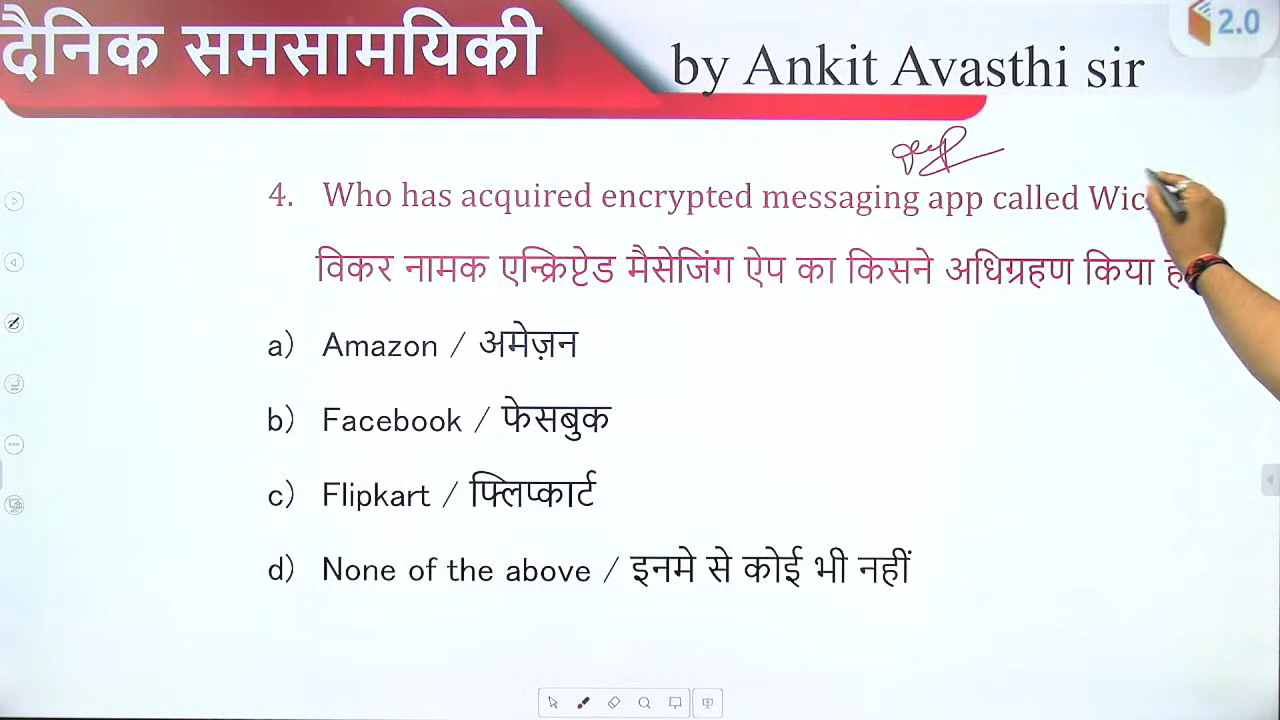 दैनिक समसामयिकी
by Ankit Avasthi sir
2.0
4. Who has acquired encrypted messaging app called
विकर नामक एन्क्रिप्टेड मैसेजिंग ऐप का किसने अधिग्रहण किया
a) Amazon / अमेज़न
b) Facebook / फेसबुक
c) Flipkart / फ्लिप्कार्ट
d) None of the above / इनमे से कोई भी नहीं